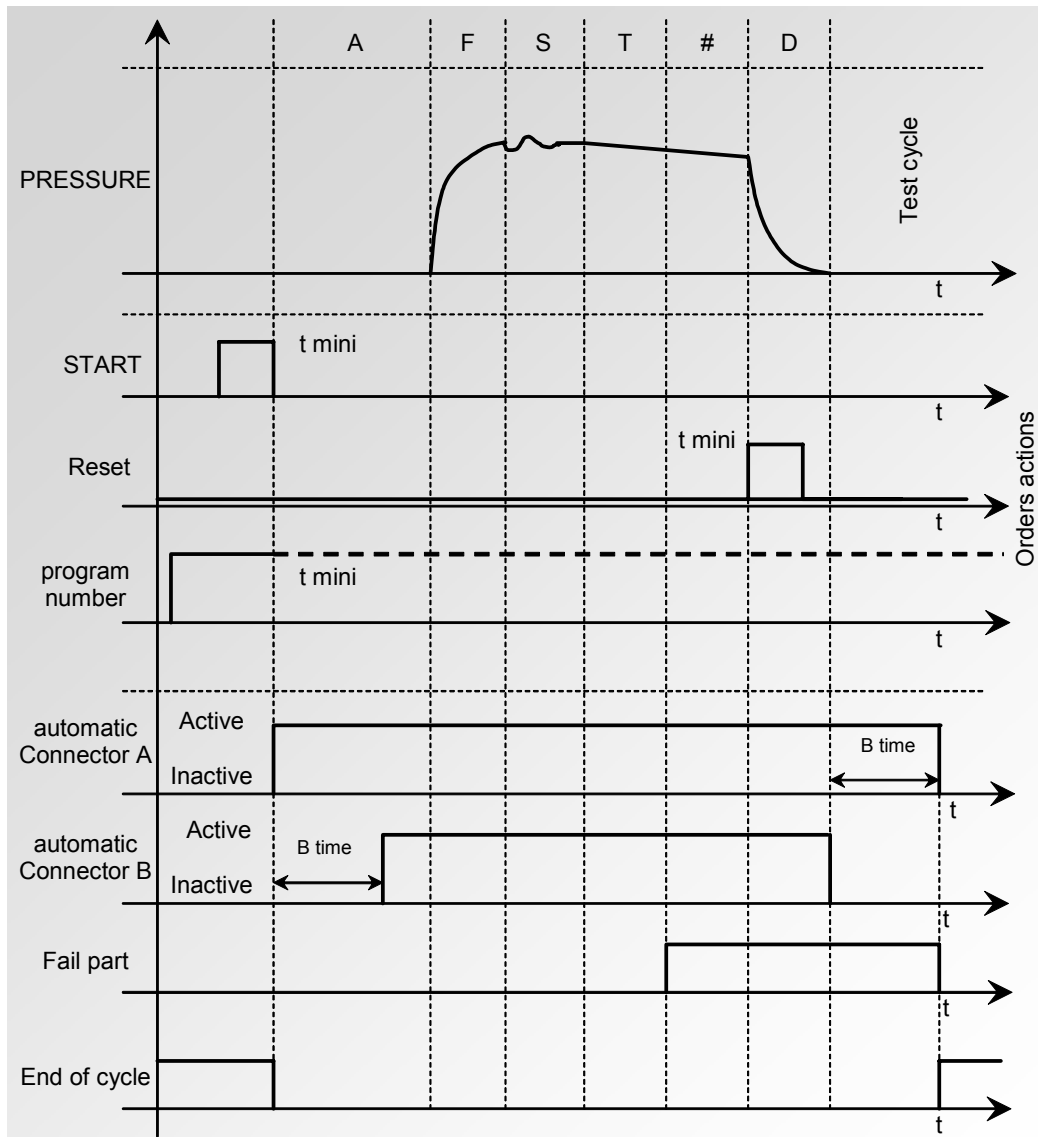 A F S T # D
PRESSURE
Test cycle
t
START
t mini
t
Reset
t mini
t
Orders actions
program
number
t mini
t
automatic
Connector A
Active
Inactive
B time
t
automatic
Connector B
Active
Inactive
B time
t
Fail part
t
End of cycle
t